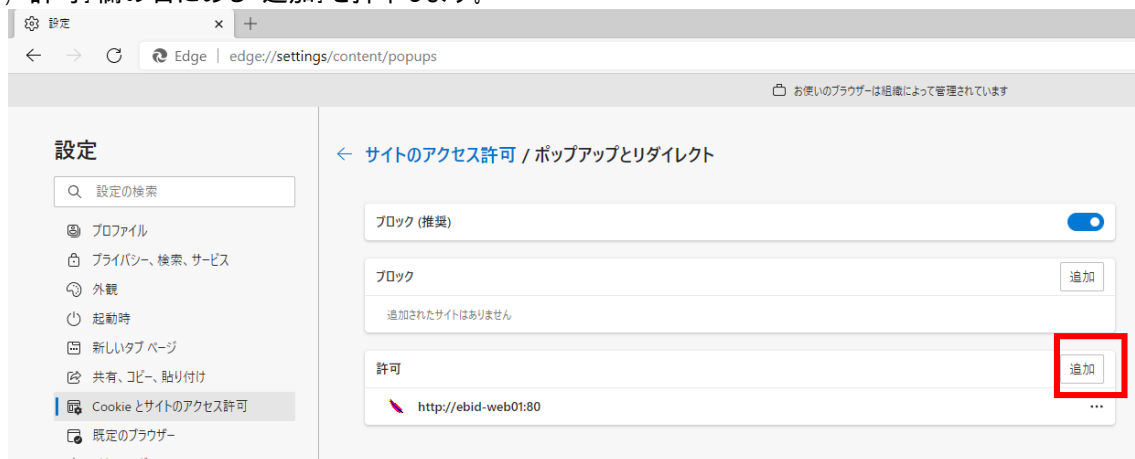 設定
Edge | edge://settings/content/popups
お使いのブラウザーは組織によって管理されています
設定
設定の検索
プロファイル
プライバシー、検索、サービス
外観
起動時
新しいタブ ページ
共有、コピー、貼り付け
Cookie とサイトのアクセス許可
既定のブラウザー
サイトのアクセス許可 / ポップアップとリダイレクト
ブロック (推奨)
ブロック
追加
追加されたサイトはありません
許可
追加
http://ebid-web01:80